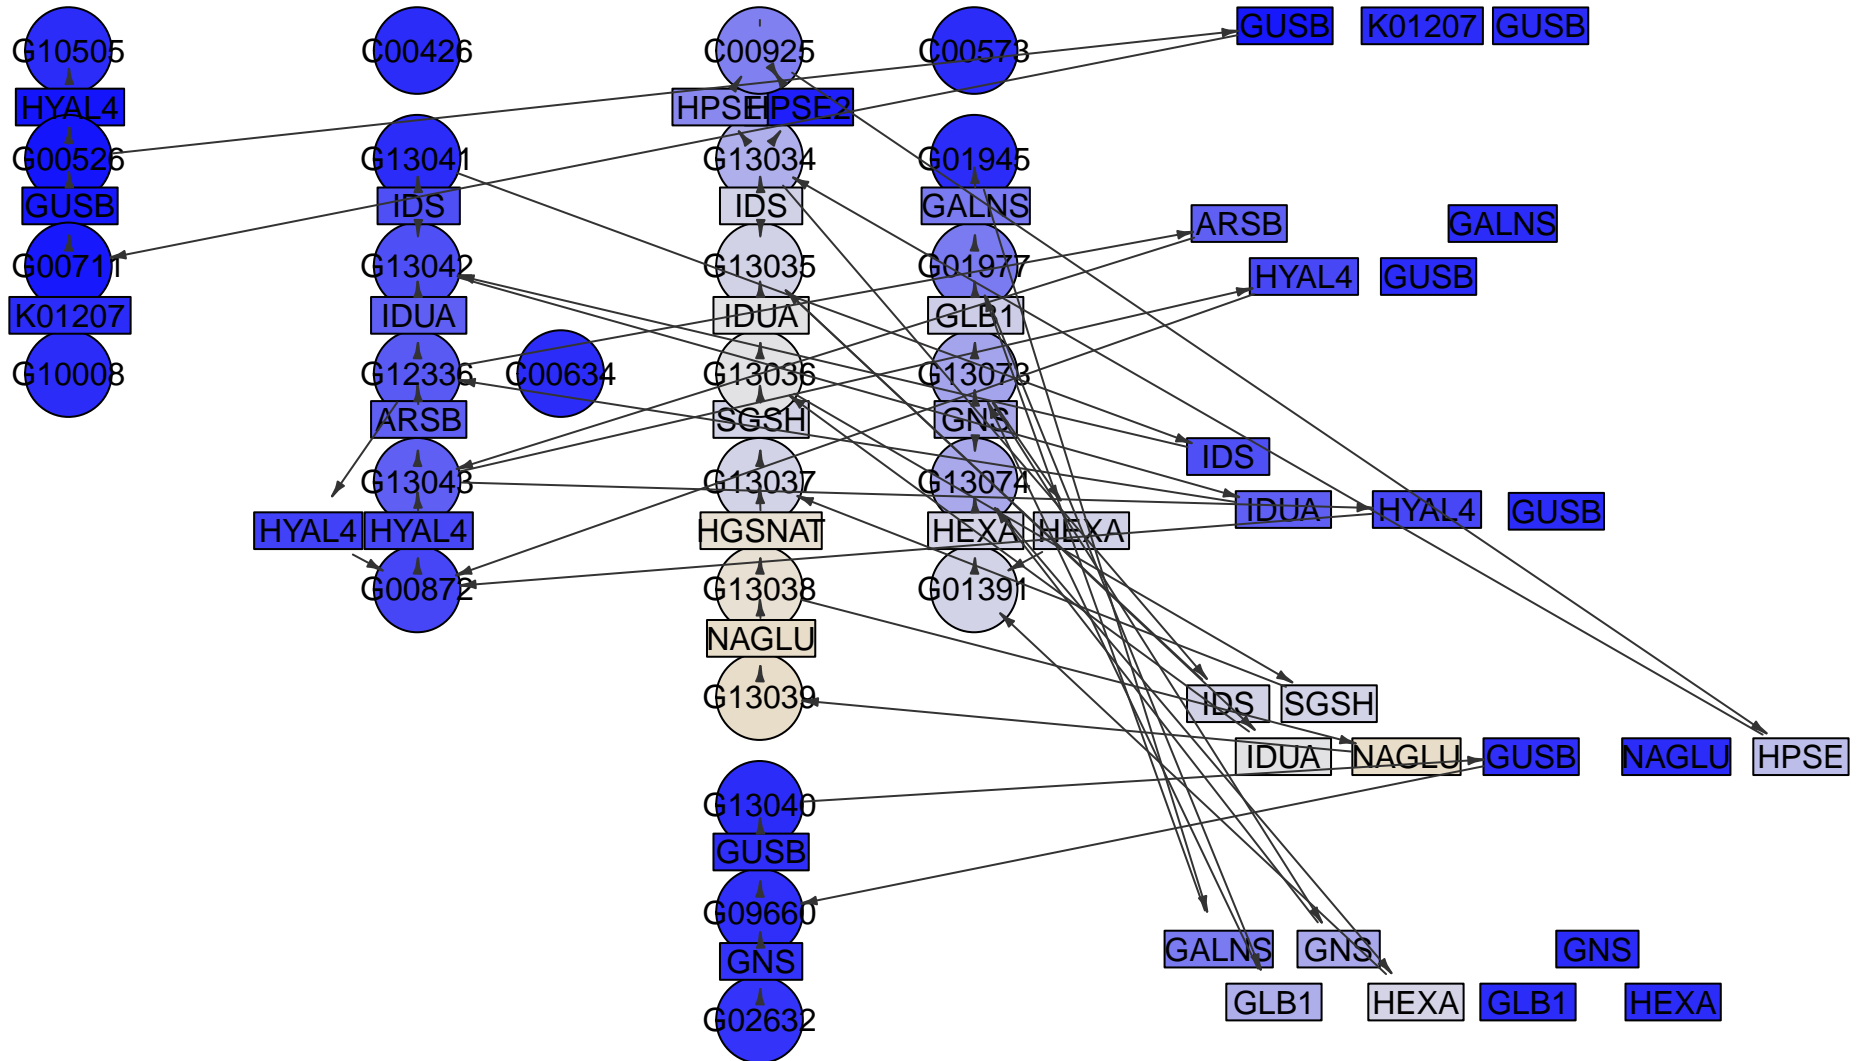 G10505
C00426
C00925
C00573
GUSB
K01207
GUSB
HYAL4
HPSE
HPSE2
G00526
G13041
G13034
G01945
GUSB
IDS
IDS
GALNS
ARSB
GALNS
G00711
G13042
G13035
G01977
HYAL4
GUSB
K01207
IDUA
IDUA
GLB1
G10008
G12336
C00634
G13036
G13073
ARSB
SGSH
GNS
IDS
G13043
G13037
G13074
IDUA
HYAL4
GUSB
HYAL4
HYAL4
HGSNAT
HEXA
HEXA
G00872
G13038
G01391
NAGLU
G13039
IDS
SGSH
IDUA
NAGLU
GUSB
NAGLU
HPSE
G13040
GUSB
G09660
GNS
GALNS
GNS
GNS
G02632
GLB1
HEXA
GLB1
HEXA